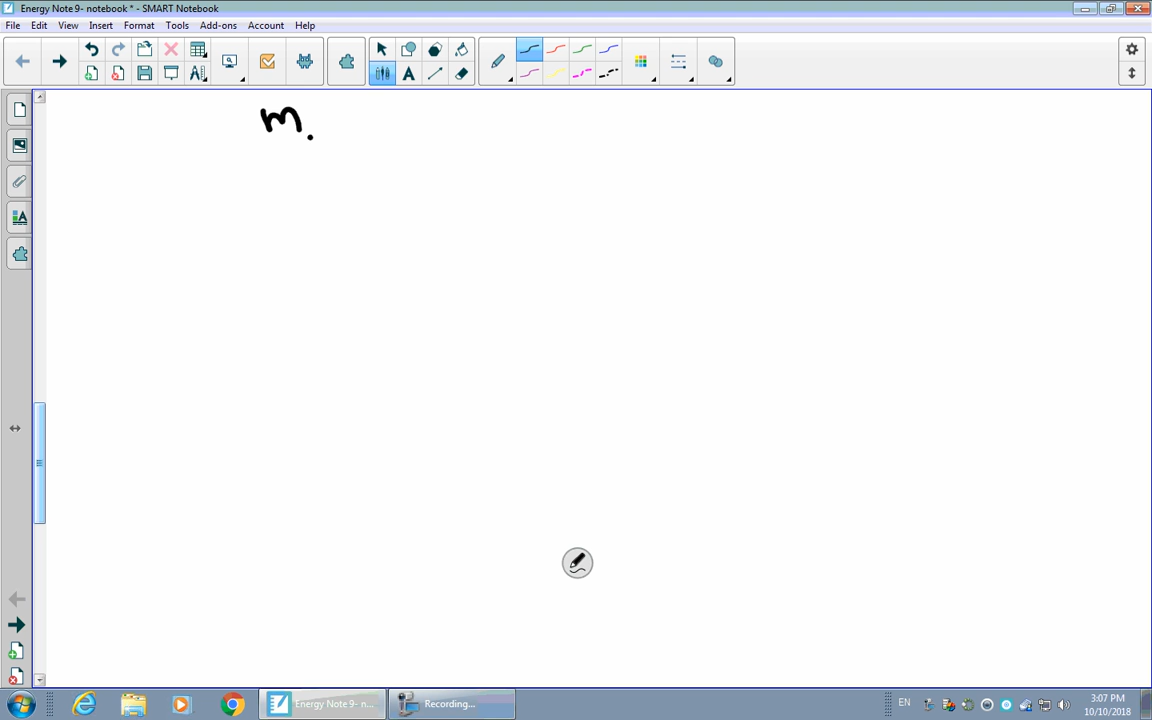 Energy Note 9- notebook * - SMART Notebook
File Edit View Insert Format Tools Add-ons Account Help
m.
Energy Note 9- n... Recording... EN 3:07 PM
10/10/2018